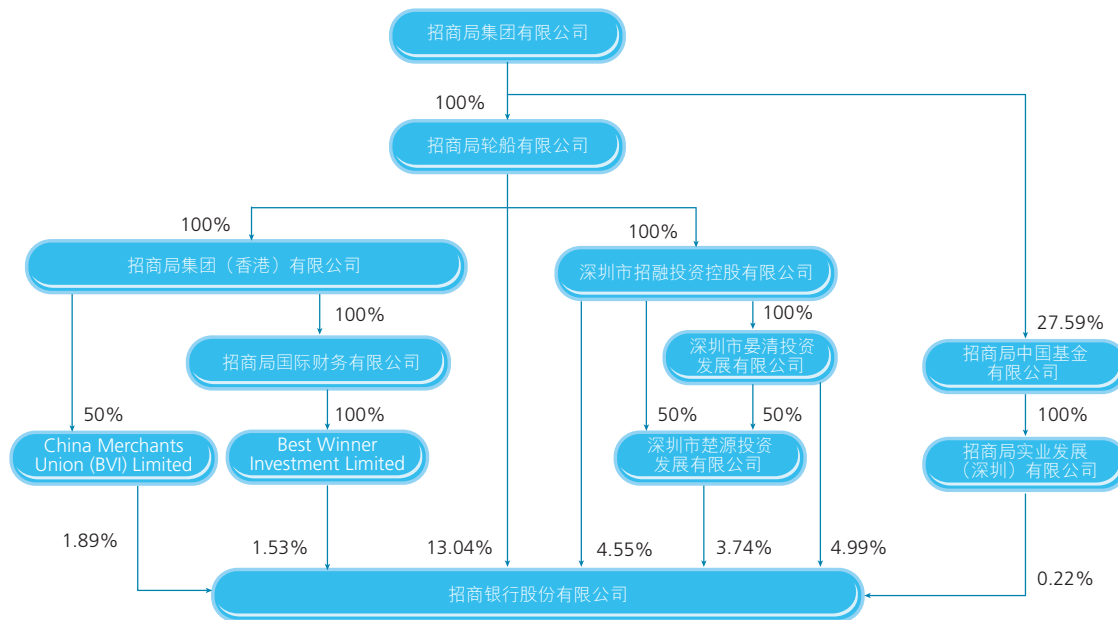 招商局集团有限公司
100%
招商局轮船有限公司
100%
100%
招商局集团（香港）有限公司
深圳市招融投资控股有限公司
100%
100%
27.59%
招商局国际财务有限公司
深圳市晏清投资
发展有限公司
招商局中国基金
有限公司
50%
100%
50%
50%
100%
China Merchants
Union (BVI) Limited
Best Winner
Investment Limited
深圳市楚源投资
发展有限公司
招商局实业发展
（深圳）有限公司
1.89%
1.53%
13.04%
4.55%
3.74%
4.99%
0.22%
招商银行股份有限公司